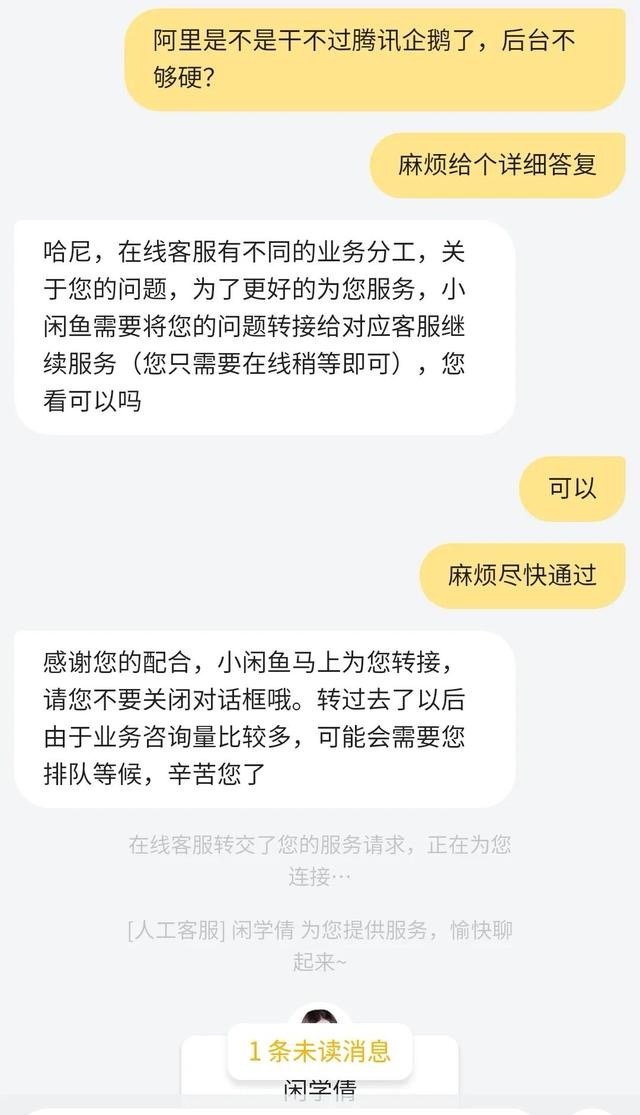 阿里是不是干不过腾讯企鹅了，后台不
够硬？
麻烦给个详细答复
哈尼，在线客服有不同的业务分工，关
于您的问题，为了更好的为您服务，小
闲鱼需要将您的问题转接给对应客服继
续服务（您只需要在线稍等即可），您
看可以吗
可以
麻烦尽快通过
感谢您的配合，小闲鱼马上为您转接，
请您不要关闭对话框哦。转过去了以后
由于业务咨询量比较多，可能会需要您
排队等候，辛苦您了
在线客服转交了您的服务请求，正在为您
连接…
[人工客服] 闲学倩 为您提供服务，愉快聊
起来~
1 条未读消息
闲学倩